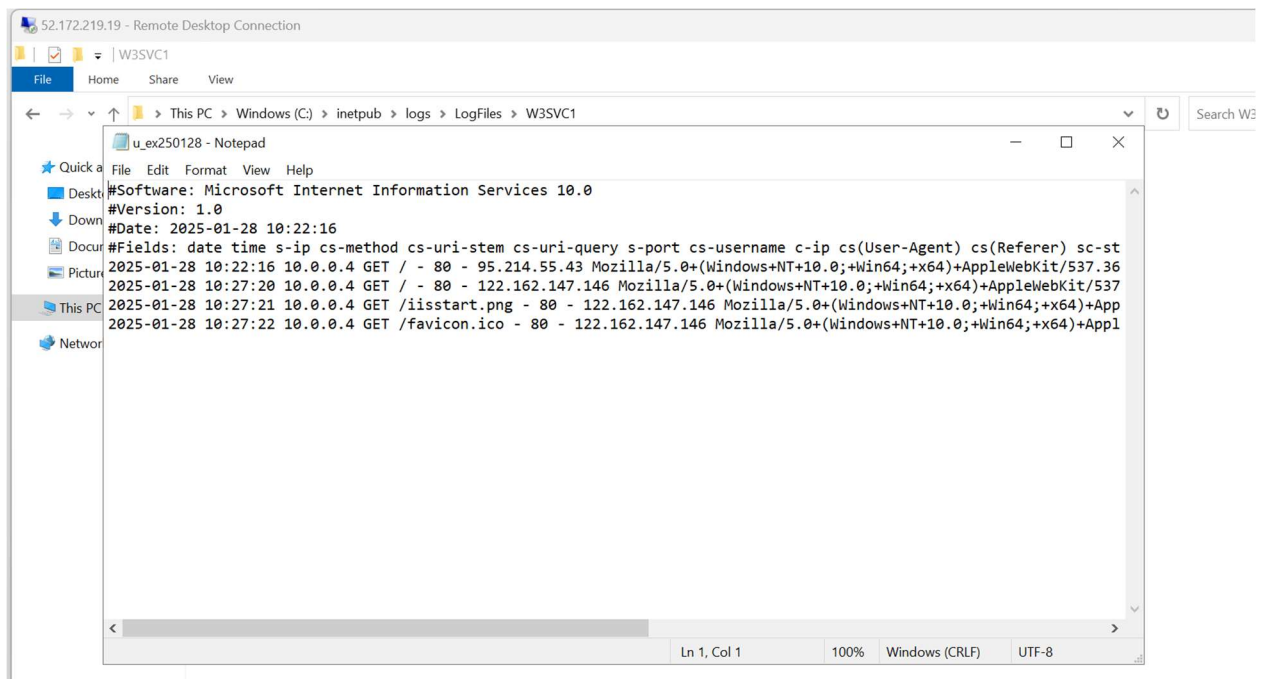 52.172.219.19 - Remote Desktop Connection
W3SVC1
File Home Share View
This PC > Windows (C:) > inetpub > logs > LogFiles > W3SVC1
Search W3
u_ex250128 - Notepad
File Edit Format View Help
Quick a
Deskt
Down
Docur
Picture
This PC
Networ
#Software: Microsoft Internet Information Services 10.0
#Version: 1.0
#Date: 2025-01-28 10:22:16
#Fields: date time s-ip cs-method cs-uri-stem cs-uri-query s-port cs-username c-ip cs(User-Agent) cs(Referer) sc-st
2025-01-28 10:22:16 10.0.0.4 GET / - 80 - 95.214.55.43 Mozilla/5.0+(Windows+NT+10.0;+Win64;+x64)+AppleWebKit/537.36
2025-01-28 10:27:20 10.0.0.4 GET / - 80 - 122.162.147.146 Mozilla/5.0+(Windows+NT+10.0;+Win64;+x64)+AppleWebKit/537
2025-01-28 10:27:21 10.0.0.4 GET /iisstart.png - 80 - 122.162.147.146 Mozilla/5.0+(Windows+NT+10.0;+Win64;+x64)+App
2025-01-28 10:27:22 10.0.0.4 GET /favicon.ico - 80 - 122.162.147.146 Mozilla/5.0+(Windows+NT+10.0;+Win64;+x64)+Appl
Ln 1, Col 1 100% Windows (CRLF) UTF-8